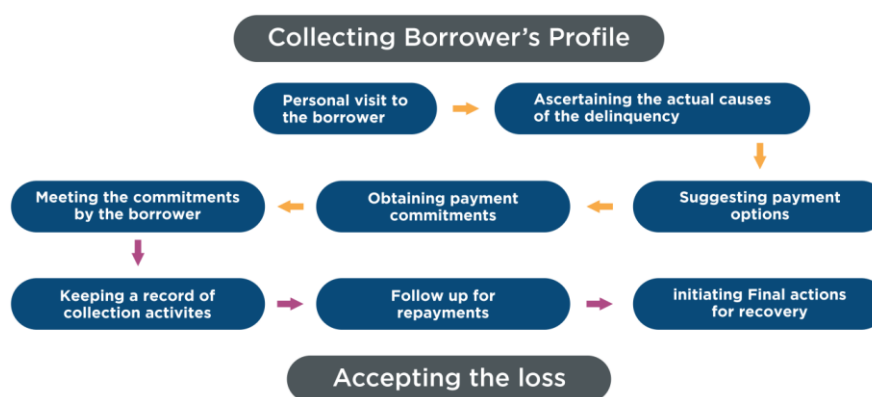 Collecting Borrower's Profile
Personal visit to
the borrower
Ascertaining the actual causes
of the delinquency
Suggesting payment
options
Obtaining payment
commitments
Meeting the commitments
by the borrower
Keeping a record of
collection activites
Follow up for
repayments
initiating Final actions
for recovery
Accepting the loss